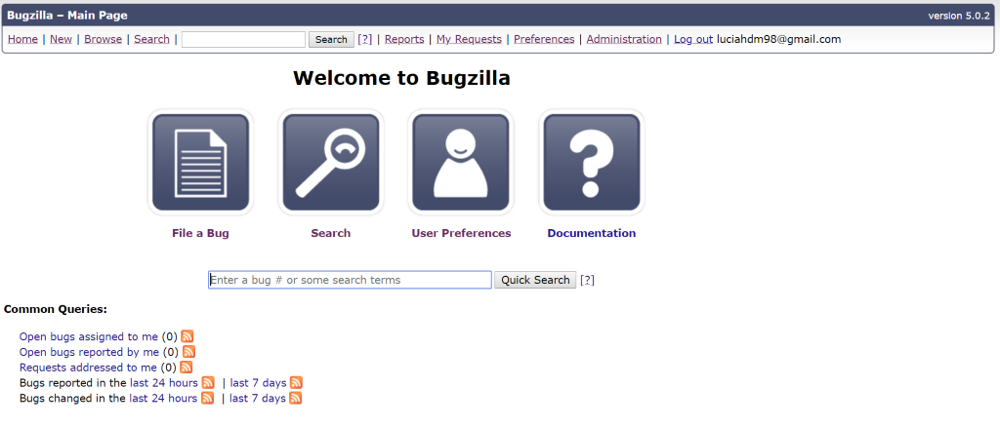 Bugzilla – Main Page version 5.0.2
Home | New | Browse | Search | Search [?] | Reports | My Requests | Preferences | Administration | Log out luciahdm98@gmail.com
Welcome to Bugzilla
File a Bug Search User Preferences Documentation
Enter a bug # or some search terms Quick Search [?]
Common Queries:
Open bugs assigned to me (0)
Open bugs reported by me (0)
Requests addressed to me (0)
Bugs reported in the last 24 hours | last 7 days
Bugs changed in the last 24 hours | last 7 days